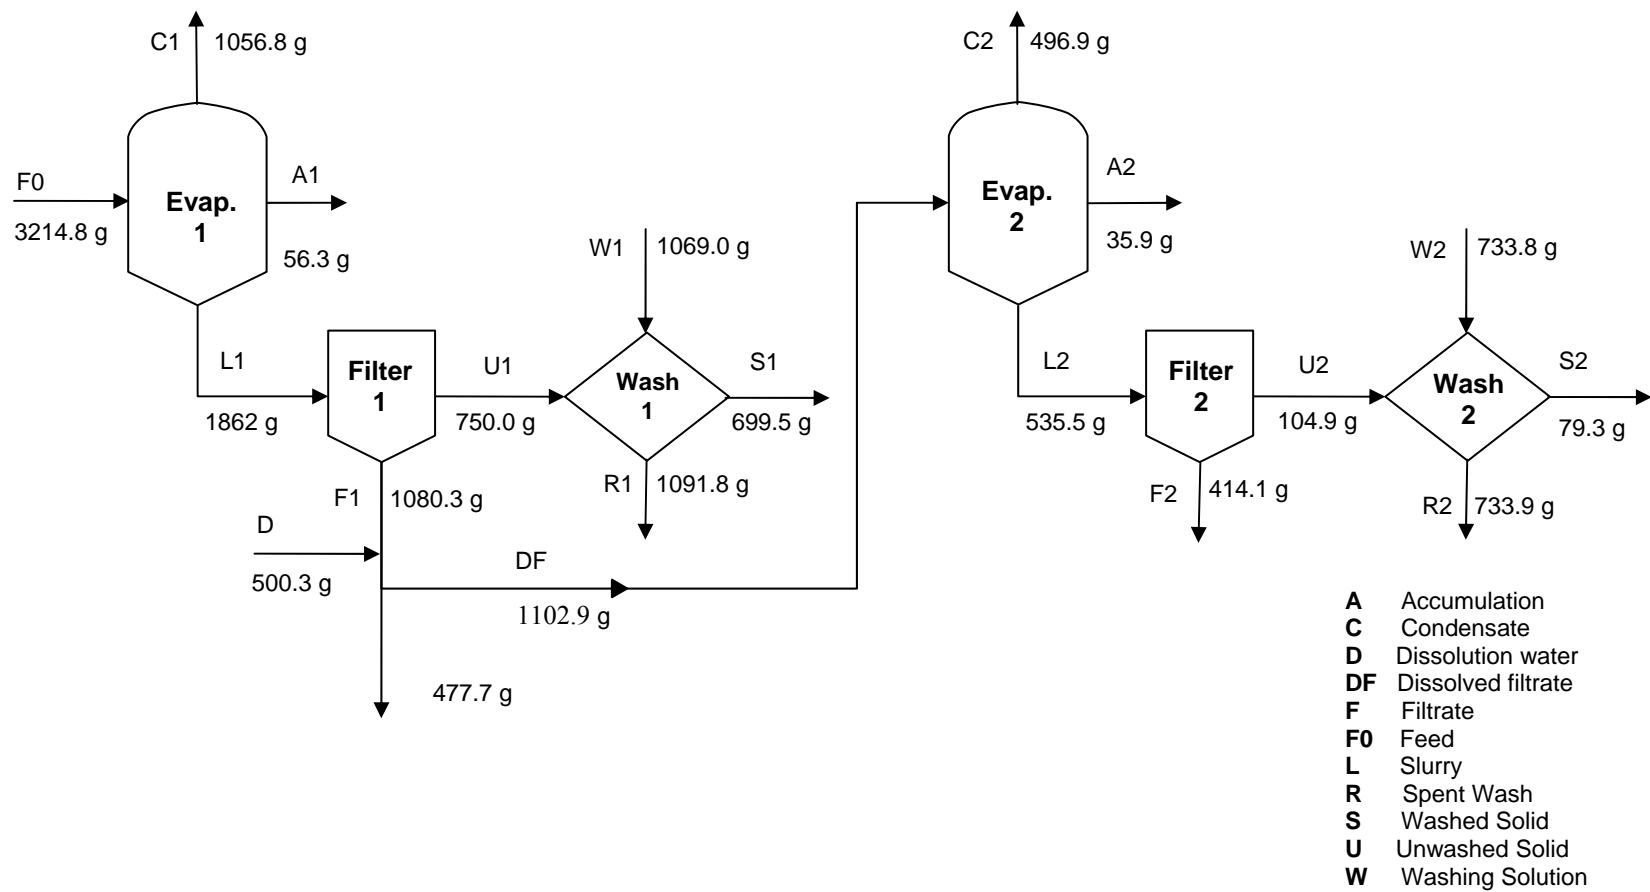 C1
1056.8 g
C2
496.9 g
F0
3214.8 g
Evap.
1
A1
56.3 g
Evap.
2
A2
35.9 g
W1
1069.0 g
W2
733.8 g
L1
1862 g
Filter
1
U1
750.0 g
Wash
1
S1
699.5 g
L2
535.5 g
Filter
2
U2
104.9 g
Wash
2
S2
79.3 g
F1
1080.3 g
R1
1091.8 g
F2
414.1 g
R2
733.9 g
D
500.3 g
DF
1102.9 g
477.7 g
A Accumulation
C Condensate
D Dissolution water
DF Dissolved filtrate
F Filtrate
F0 Feed
L Slurry
R Spent Wash
S Washed Solid
U Unwashed Solid
W Washing Solution